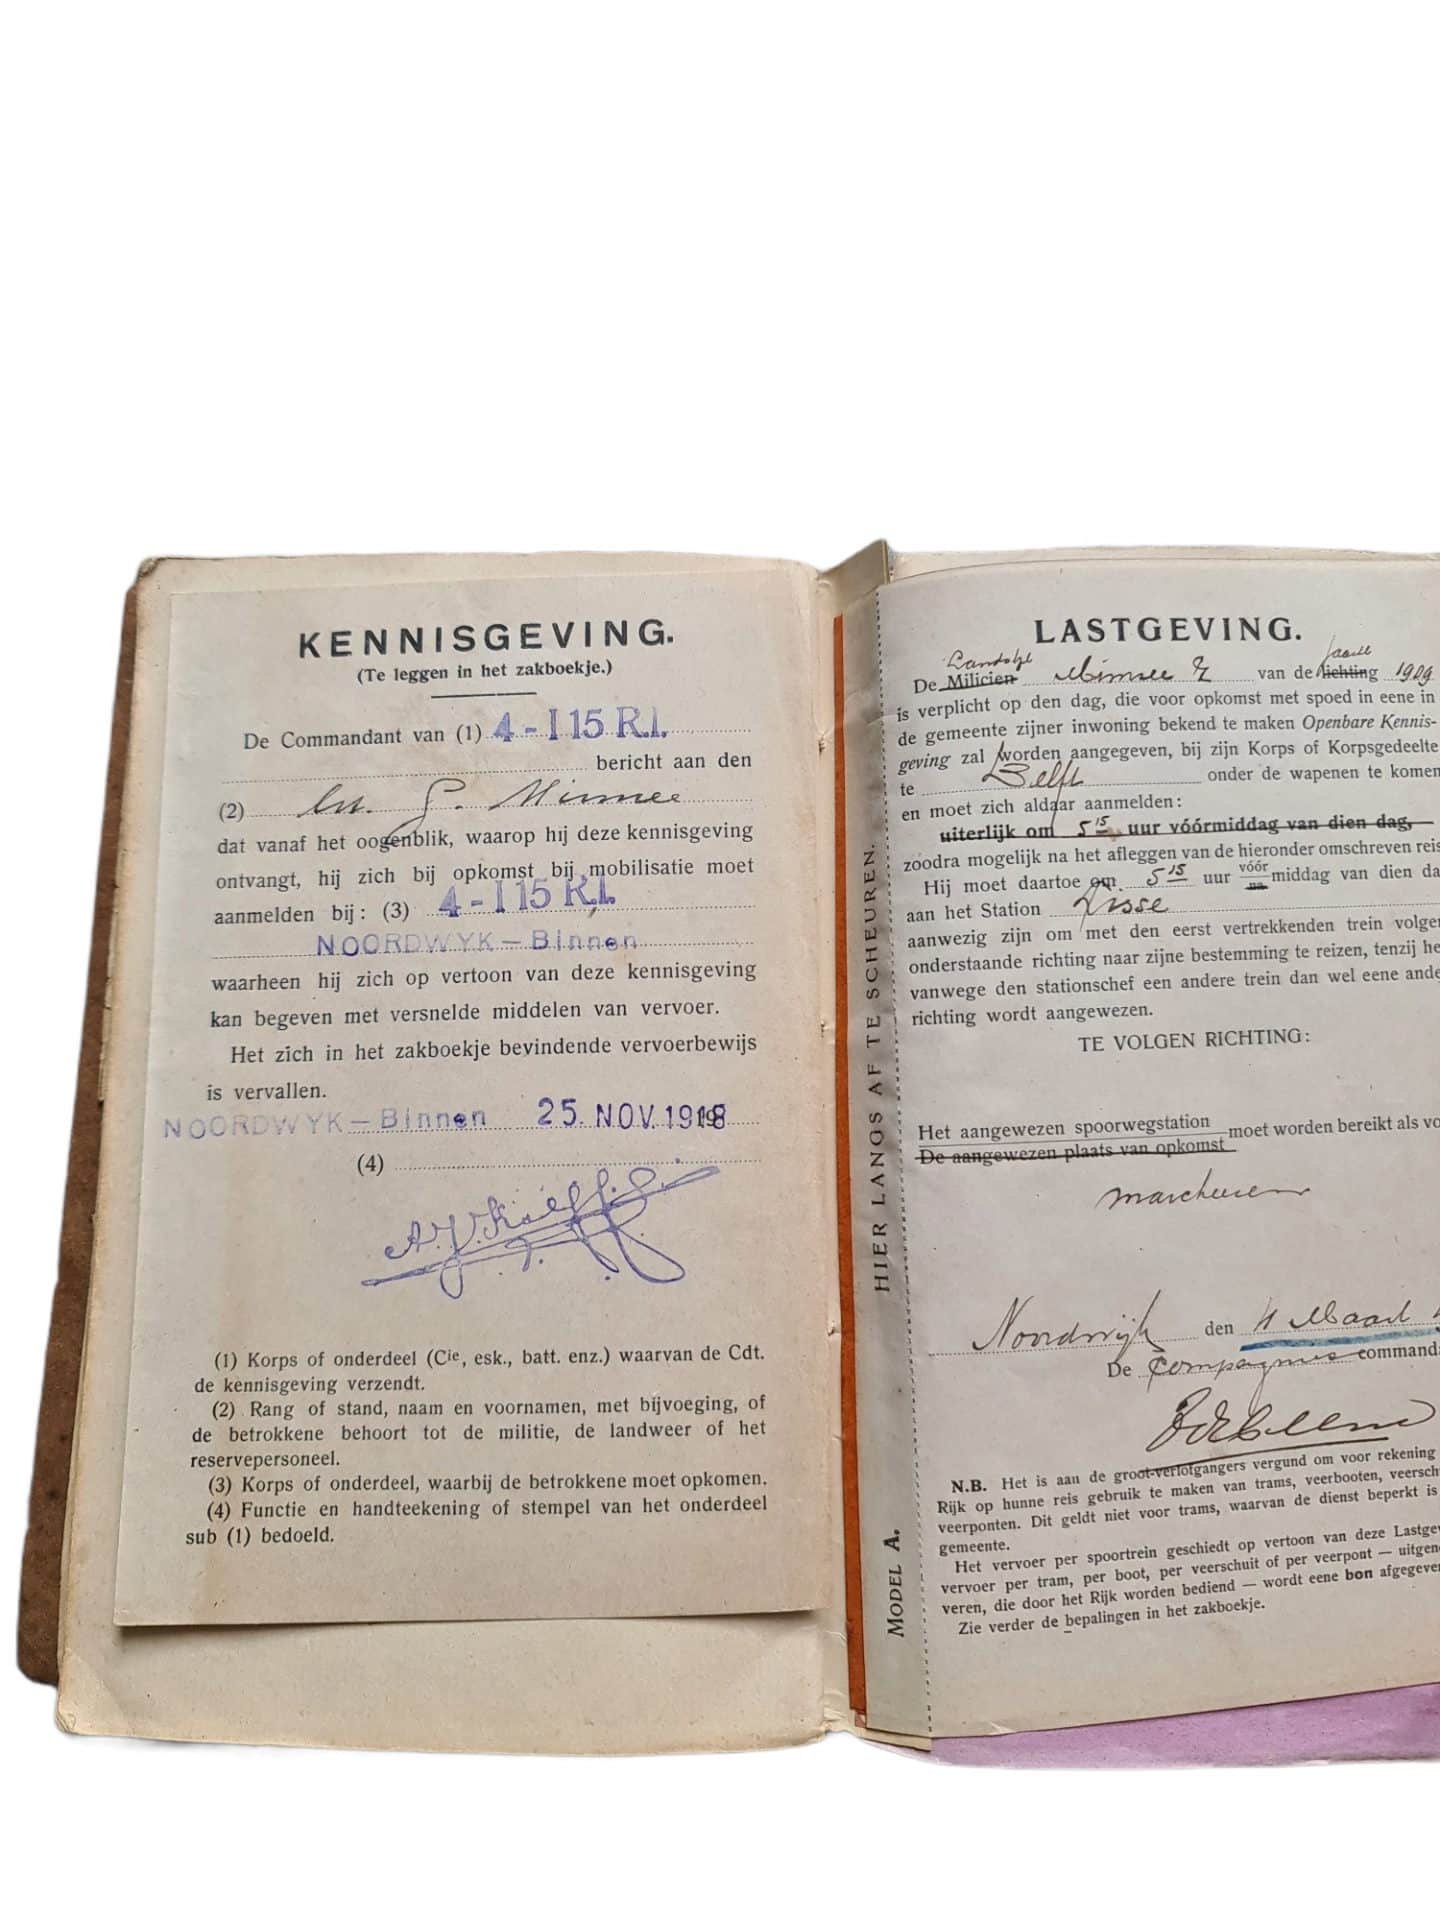 KENNISGEVING.
(Te leggen in het zakboekje.)
De Commandant van (1) 4 - I 15 R.I.
bericht aan den
(2) G. Minnee
dat vanaf het oogenblik, waarop hij deze kennisgeving
ontvangt, hij zich bij opkomst bij mobilisatie moet
aanmelden bij: (3) 4 - I 15 R.I.
NOORDWYK — Binnen
waarheen hij zich op vertoon van deze kennisgeving
kan begeven met versnelde middelen van vervoer.
Het zich in het zakboekje bevindende vervoerbewijs
is vervallen.
NOORDWYK — Binnen 25. NOV. 1918
(4)
(1) Korps of onderdeel (Cie, esk., batt. enz.) waarvan de Cdt.
de kennisgeving verzendt.
(2) Rang of stand, naam en voornamen, met bijvoeging, of
de betrokkene behoort tot de militie, de landweer of het
reservepersoneel.
(3) Korps of onderdeel, waarbij de betrokkene moet opkomen.
(4) Functie en handteekening of stempel van het onderdeel
sub (1) bedoeld.
HIER LANGS AF TE SCHEUREN.
MODEL A.
LASTGEVING.
De Milicien Minnee G van de lichting 1909
is verplicht op den dag, die voor opkomst met spoed in eene in
de gemeente zijner inwoning bekend te maken Openbare Kennis-
geving zal worden aangegeven, bij zijn Korps of Korpsgedeelte
te Delft onder de wapenen te komen
en moet zich aldaar aanmelden:
uiterlijk om 5 15 uur vóórmiddag van dien dag,
zoodra mogelijk na het afleggen van de hieronder omschreven reis
Hij moet daartoe om 5 15 uur vóór na middag van dien da
aan het Station Lisse
aanwezig zijn om met den eerst vertrekkenden trein volgen
onderstaande richting naar zijne bestemming te reizen, tenzij he
vanwege den stationschef een andere trein dan wel eene ande
richting wordt aangewezen.
TE VOLGEN RICHTING:
Het aangewezen spoorwegstation
De aangewezen plaats van opkomst
moet worden bereikt als vo
marcheeren
Noordwijk den 11 Maart
De Compagnies commanda
N.B. Het is aan de groot-verlofgangers vergund om voor rekening
Rijk op hunne reis gebruik te maken van trams, veerbooten, veersch
veerponten. Dit geldt niet voor trams, waarvan de dienst beperkt is
gemeente.
Het vervoer per spoortrein geschiedt op vertoon van deze Lastge
vervoer per tram, per boot, per veerschuit of per veerpont — uitgen
veren, die door het Rijk worden bediend — wordt eene bon afgegeve
Zie verder de bepalingen in het zakboekje.